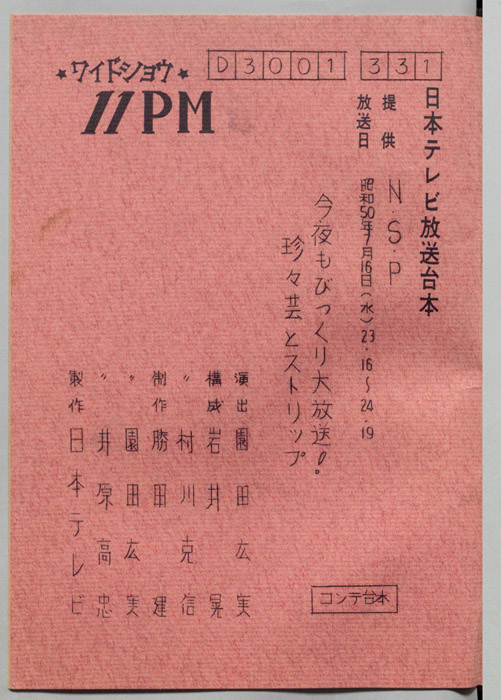 ★ワイドショウ★
11PM
D3001 331
日本テレビ放送台本
提供 N・S・P
放送日 昭和50年7月16日(水)23・16〜24・19
今夜もびっくり大放送!。
珍々芸とストリップ
演出 園田広実
構成 岩井晃
〃 村川克信
制作 勝田建
〃 園田広実
〃 井原高忠
製作 日本テレビ
コンテ台本